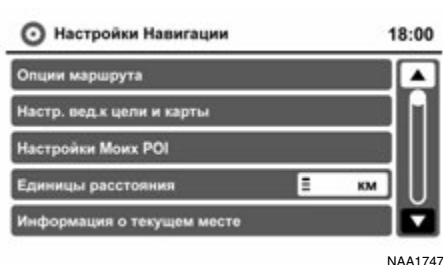 Настройки Навигации 18:00
Опции маршрута
Настр. вед.к цели и карты
Настройки Моих POI
Единицы расстояния км
Информация о текущем месте
NAA1747